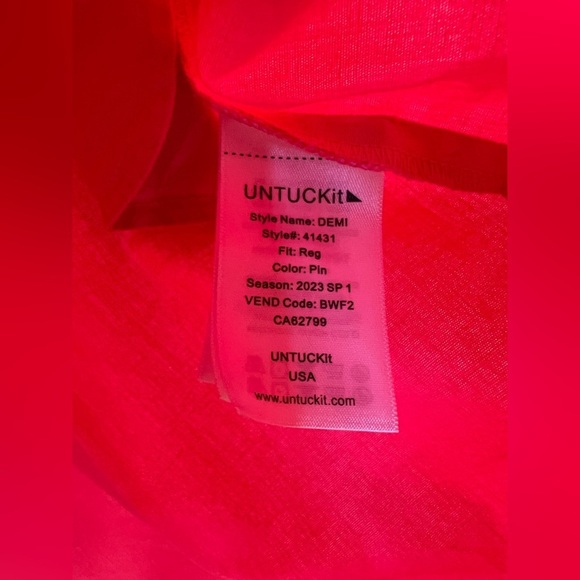 UNTUCKit
Style Name: DEMI
Style#: 41431
Fit: Reg
Color: Pin
Season: 2023 SP 1
VEND Code: BWF2
CA62799
UNTUCKIt
USA
www.untuckit.com